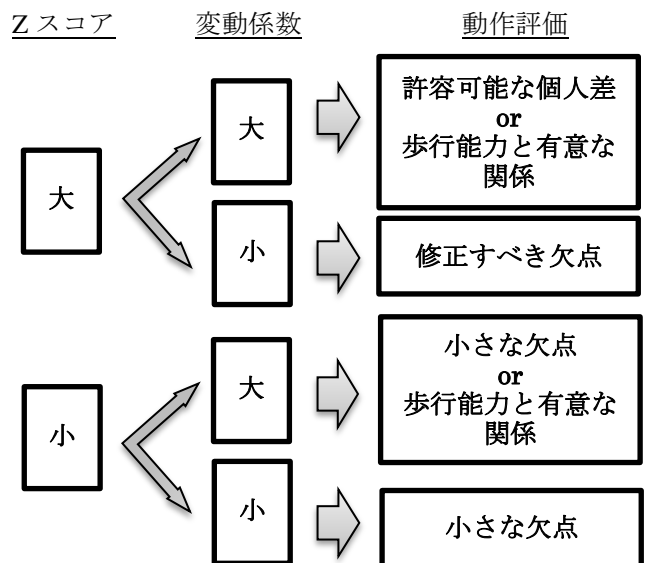 Z スコア
変動係数
動作評価
大
大
許容可能な個人差
or
歩行能力と有意な
関係
小
修正すべき欠点
小
大
小さな欠点
or
歩行能力と有意な
関係
小
小さな欠点